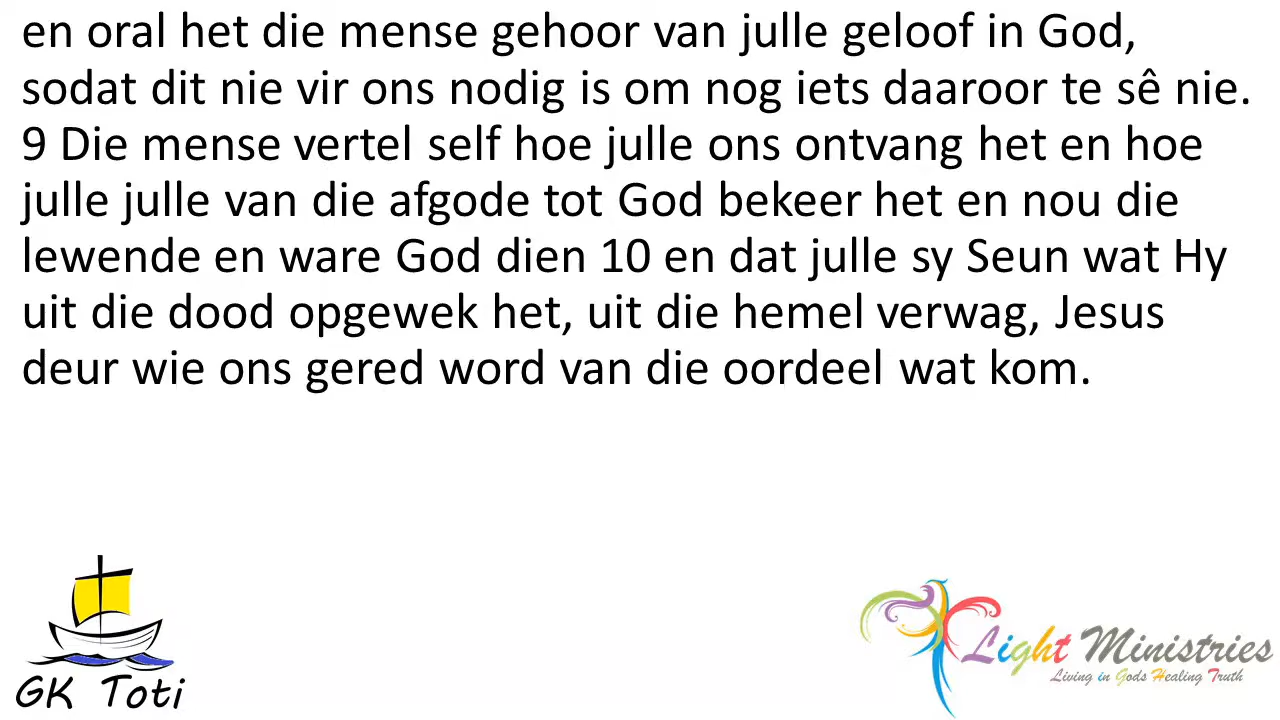 en oral het die mense gehoor van julle geloof in God,
sodat dit nie vir ons nodig is om nog iets daaroor te sê nie.
9 Die mense vertel self hoe julle ons ontvang het en hoe
julle julle van die afgode tot God bekeer het en nou die
lewende en ware God dien 10 en dat julle sy Seun wat Hy
uit die dood opgewek het, uit die hemel verwag, Jesus
deur wie ons gered word van die oordeel wat kom.
GK Toti
Light Ministries
Living in Gods Healing Truth